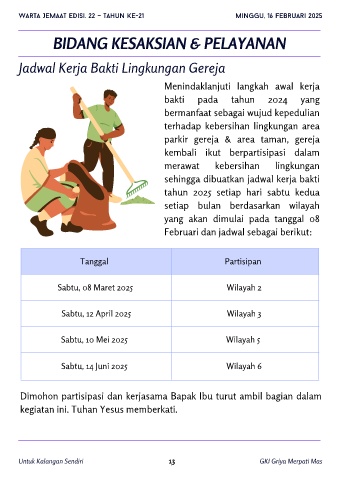 WARTA JEMAAT EDISI. 22 – TAHUN KE-21 MINGGU, 16 FEBRUARI 2025
BIDANG KESAKSIAN & PELAYANAN
Jadwal Kerja Bakti Lingkungan Gereja
Menindaklanjuti langkah awal kerja
bakti pada tahun 2024 yang
bermanfaat sebagai wujud kepedulian
terhadap kebersihan lingkungan area
parkir gereja & area taman, gereja
kembali ikut berpartisipasi dalam
merawat kebersihan lingkungan
sehingga dibuatkan jadwal kerja bakti
tahun 2025 setiap hari sabtu kedua
setiap bulan berdasarkan wilayah
yang akan dimulai pada tanggal 08
Februari dan jadwal sebagai berikut:
Tanggal Partisipan
Sabtu, 08 Maret 2025 Wilayah 2
Sabtu, 12 April 2025 Wilayah 3
Sabtu, 10 Mei 2025 Wilayah 5
Sabtu, 14 Juni 2025 Wilayah 6
Dimohon partisipasi dan kerjasama Bapak Ibu turut ambil bagian dalam
kegiatan ini. Tuhan Yesus memberkati.
Untuk Kalangan Sendiri 13 GKI Griya Merpati Mas